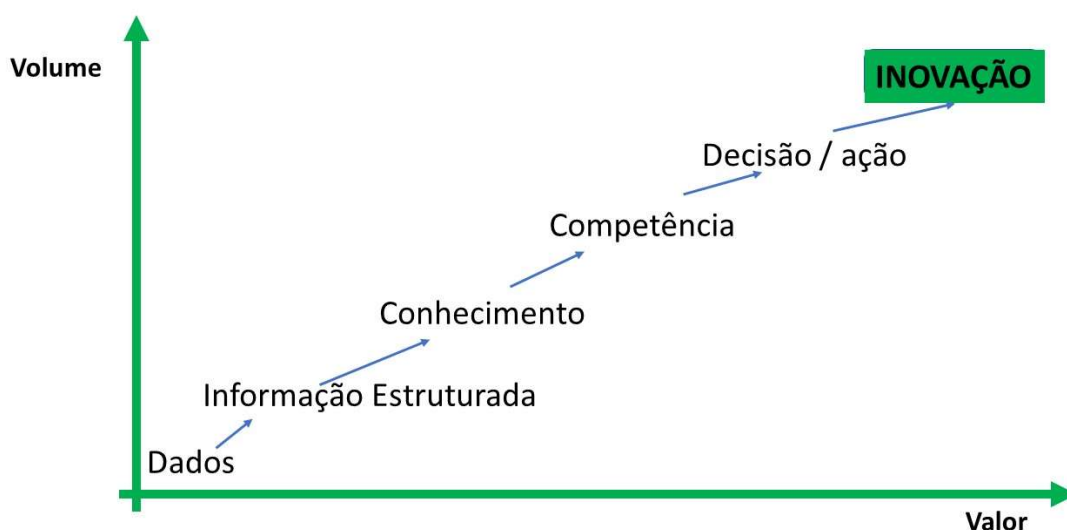 Volume
INOVAÇÃO
Decisão / ação
Competência
Conhecimento
Informação Estruturada
Dados
Valor